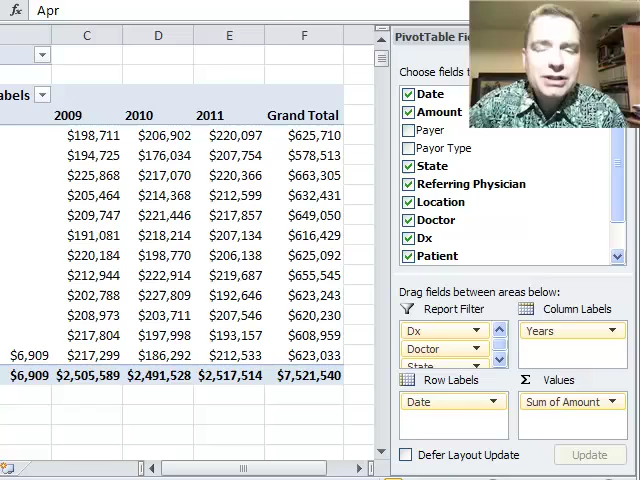 fx Apr
C D E F
abels
2009 2010 2011 Grand Total
$198,711 $206,902 $220,097 $625,710
$194,725 $176,034 $207,754 $578,513
$225,868 $217,070 $220,366 $663,305
$205,464 $214,368 $212,599 $632,431
$209,747 $221,446 $217,857 $649,050
$191,081 $218,214 $207,134 $616,429
$220,184 $198,770 $206,138 $625,092
$212,944 $222,914 $219,687 $655,545
$202,788 $227,809 $192,646 $623,243
$208,973 $203,711 $207,546 $620,230
$217,804 $197,998 $193,157 $608,959
$6,909 $217,299 $186,292 $212,533 $623,033
$6,909 $2,505,589 $2,491,528 $2,517,514 $7,521,540
PivotTable Fie
Choose fields t
Date
Amount
Payer
Payor Type
State
Referring Physician
Location
Doctor
Dx
Patient
Drag fields between areas below:
Report Filter
Column Labels
Dx
Doctor
State
Years
Row Labels
Σ Values
Date
Sum of Amount
Defer Layout Update
Update